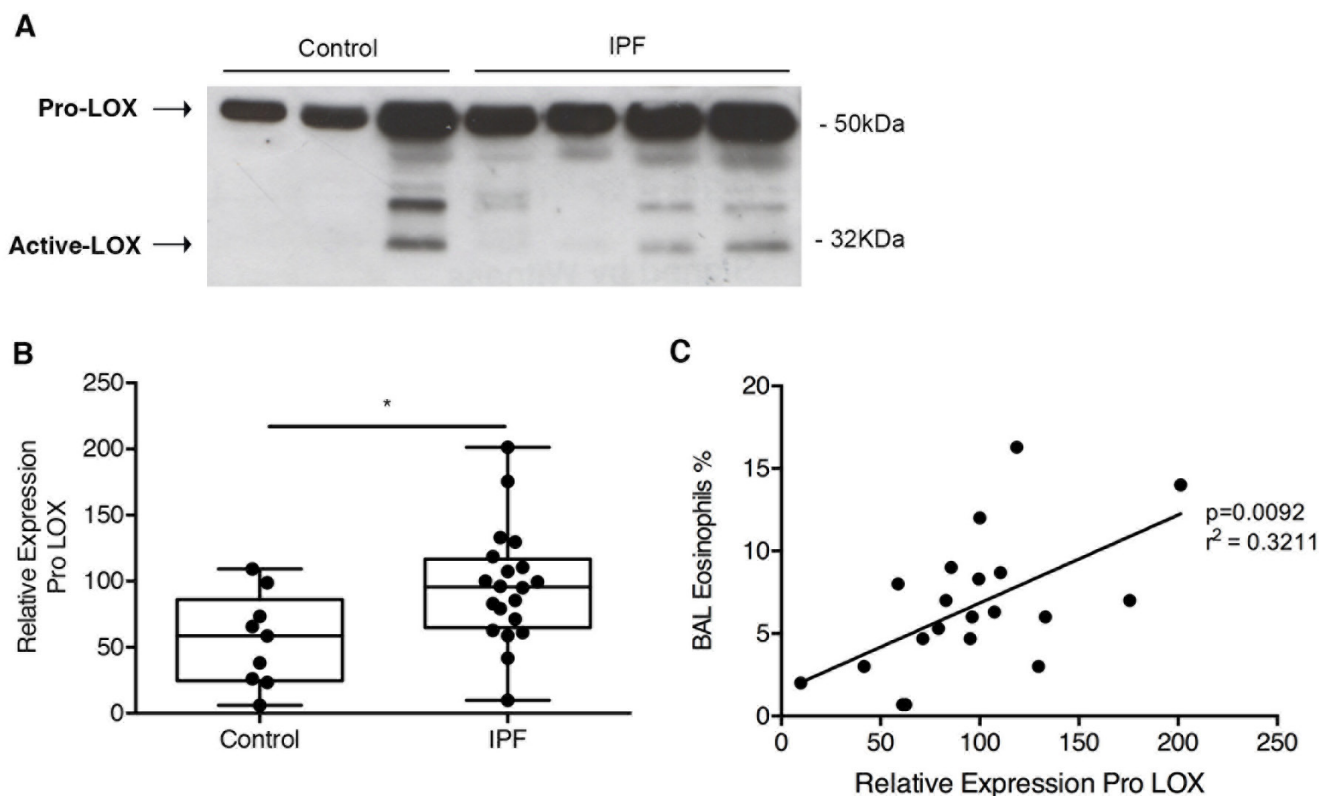 A
Control IPF
Pro-LOX
- 50kDa
Active-LOX
- 32KDa
B
250
200
150
100
50
0
Relative Expression
Pro LOX
*
Control IPF
C
20
15
10
5
0
BAL Eosinophils %
p=0.0092
r² = 0.3211
0 50 100 150 200 250
Relative Expression Pro LOX